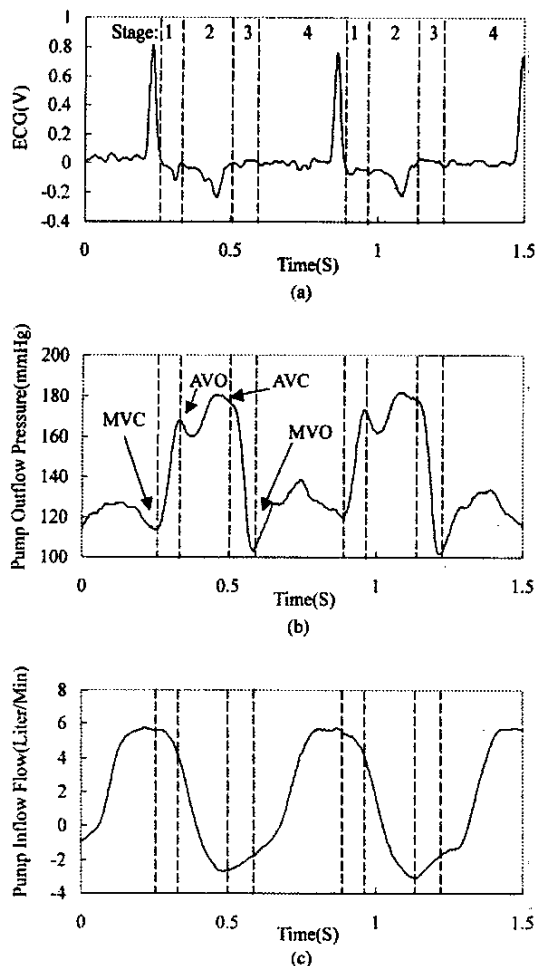 Stage: 1 2 3 4 1 2 3 4
ECG(V)
1
0.8
0.6
0.4
0.2
0
-0.2
-0.4
0 0.5 1 1.5
Time(S)
(a)
Pump Outflow Pressure(mmHg)
200
180
160
140
120
100
AVO AVC
MVC MVO
0 0.5 1 1.5
Time(S)
(b)
Pump Inflow Flow(Liter/Min)
8
6
4
2
0
-2
-4
0 0.5 1 1.5
Time(S)
(c)